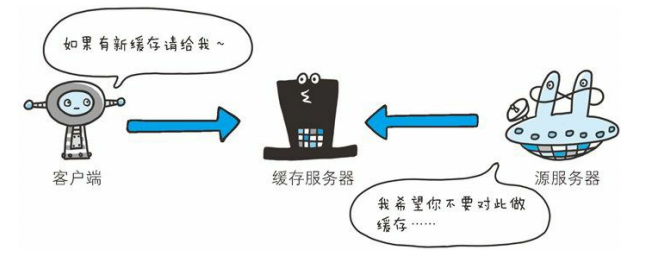 如果有新缓存请给我~
客户端
缓存服务器
源服务器
我希望你不要对此做
缓存……